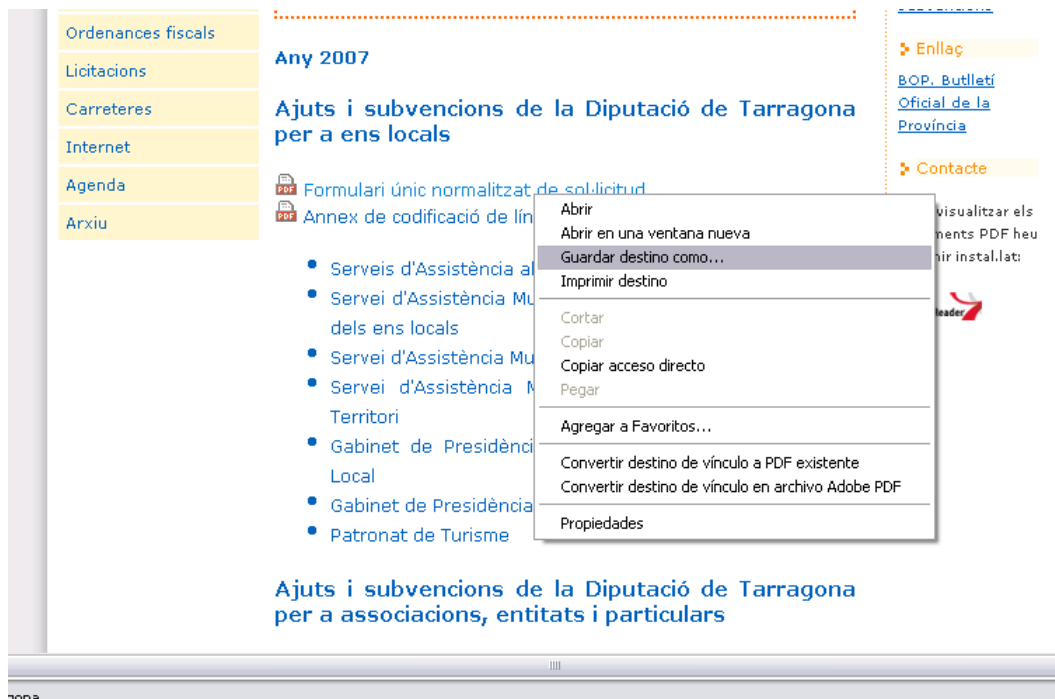 Ordenances fiscals
Licitacions
Carreteres
Internet
Agenda
Arxiu
Any 2007
Ajuts i subvencions de la Diputació de Tarragona
per a ens locals
Formulari únic normalitzat de sol·licitud
Annex de codificació de lín
Serveis d'Assistència al
Servei d'Assistència Mu
dels ens locals
Servei d'Assistència Mu
Servei d'Assistència M
Territori
Gabinet de Presidènci
Local
Gabinet de Presidència
Patronat de Turisme
Ajuts i subvencions de la Diputació de Tarragona
per a associacions, entitats i particulars
Abrir
Abrir en una ventana nueva
Guardar destino como...
Imprimir destino
Cortar
Copiar
Copiar acceso directo
Pegar
Agregar a Favoritos...
Convertir destino de vínculo a PDF existente
Convertir destino de vínculo en archivo Adobe PDF
Propiedades
Enllaç
BOP. Butlletí
Oficial de la
Província
Contacte
visualitzar els
ments PDF heu
nir instal.lat:
eader